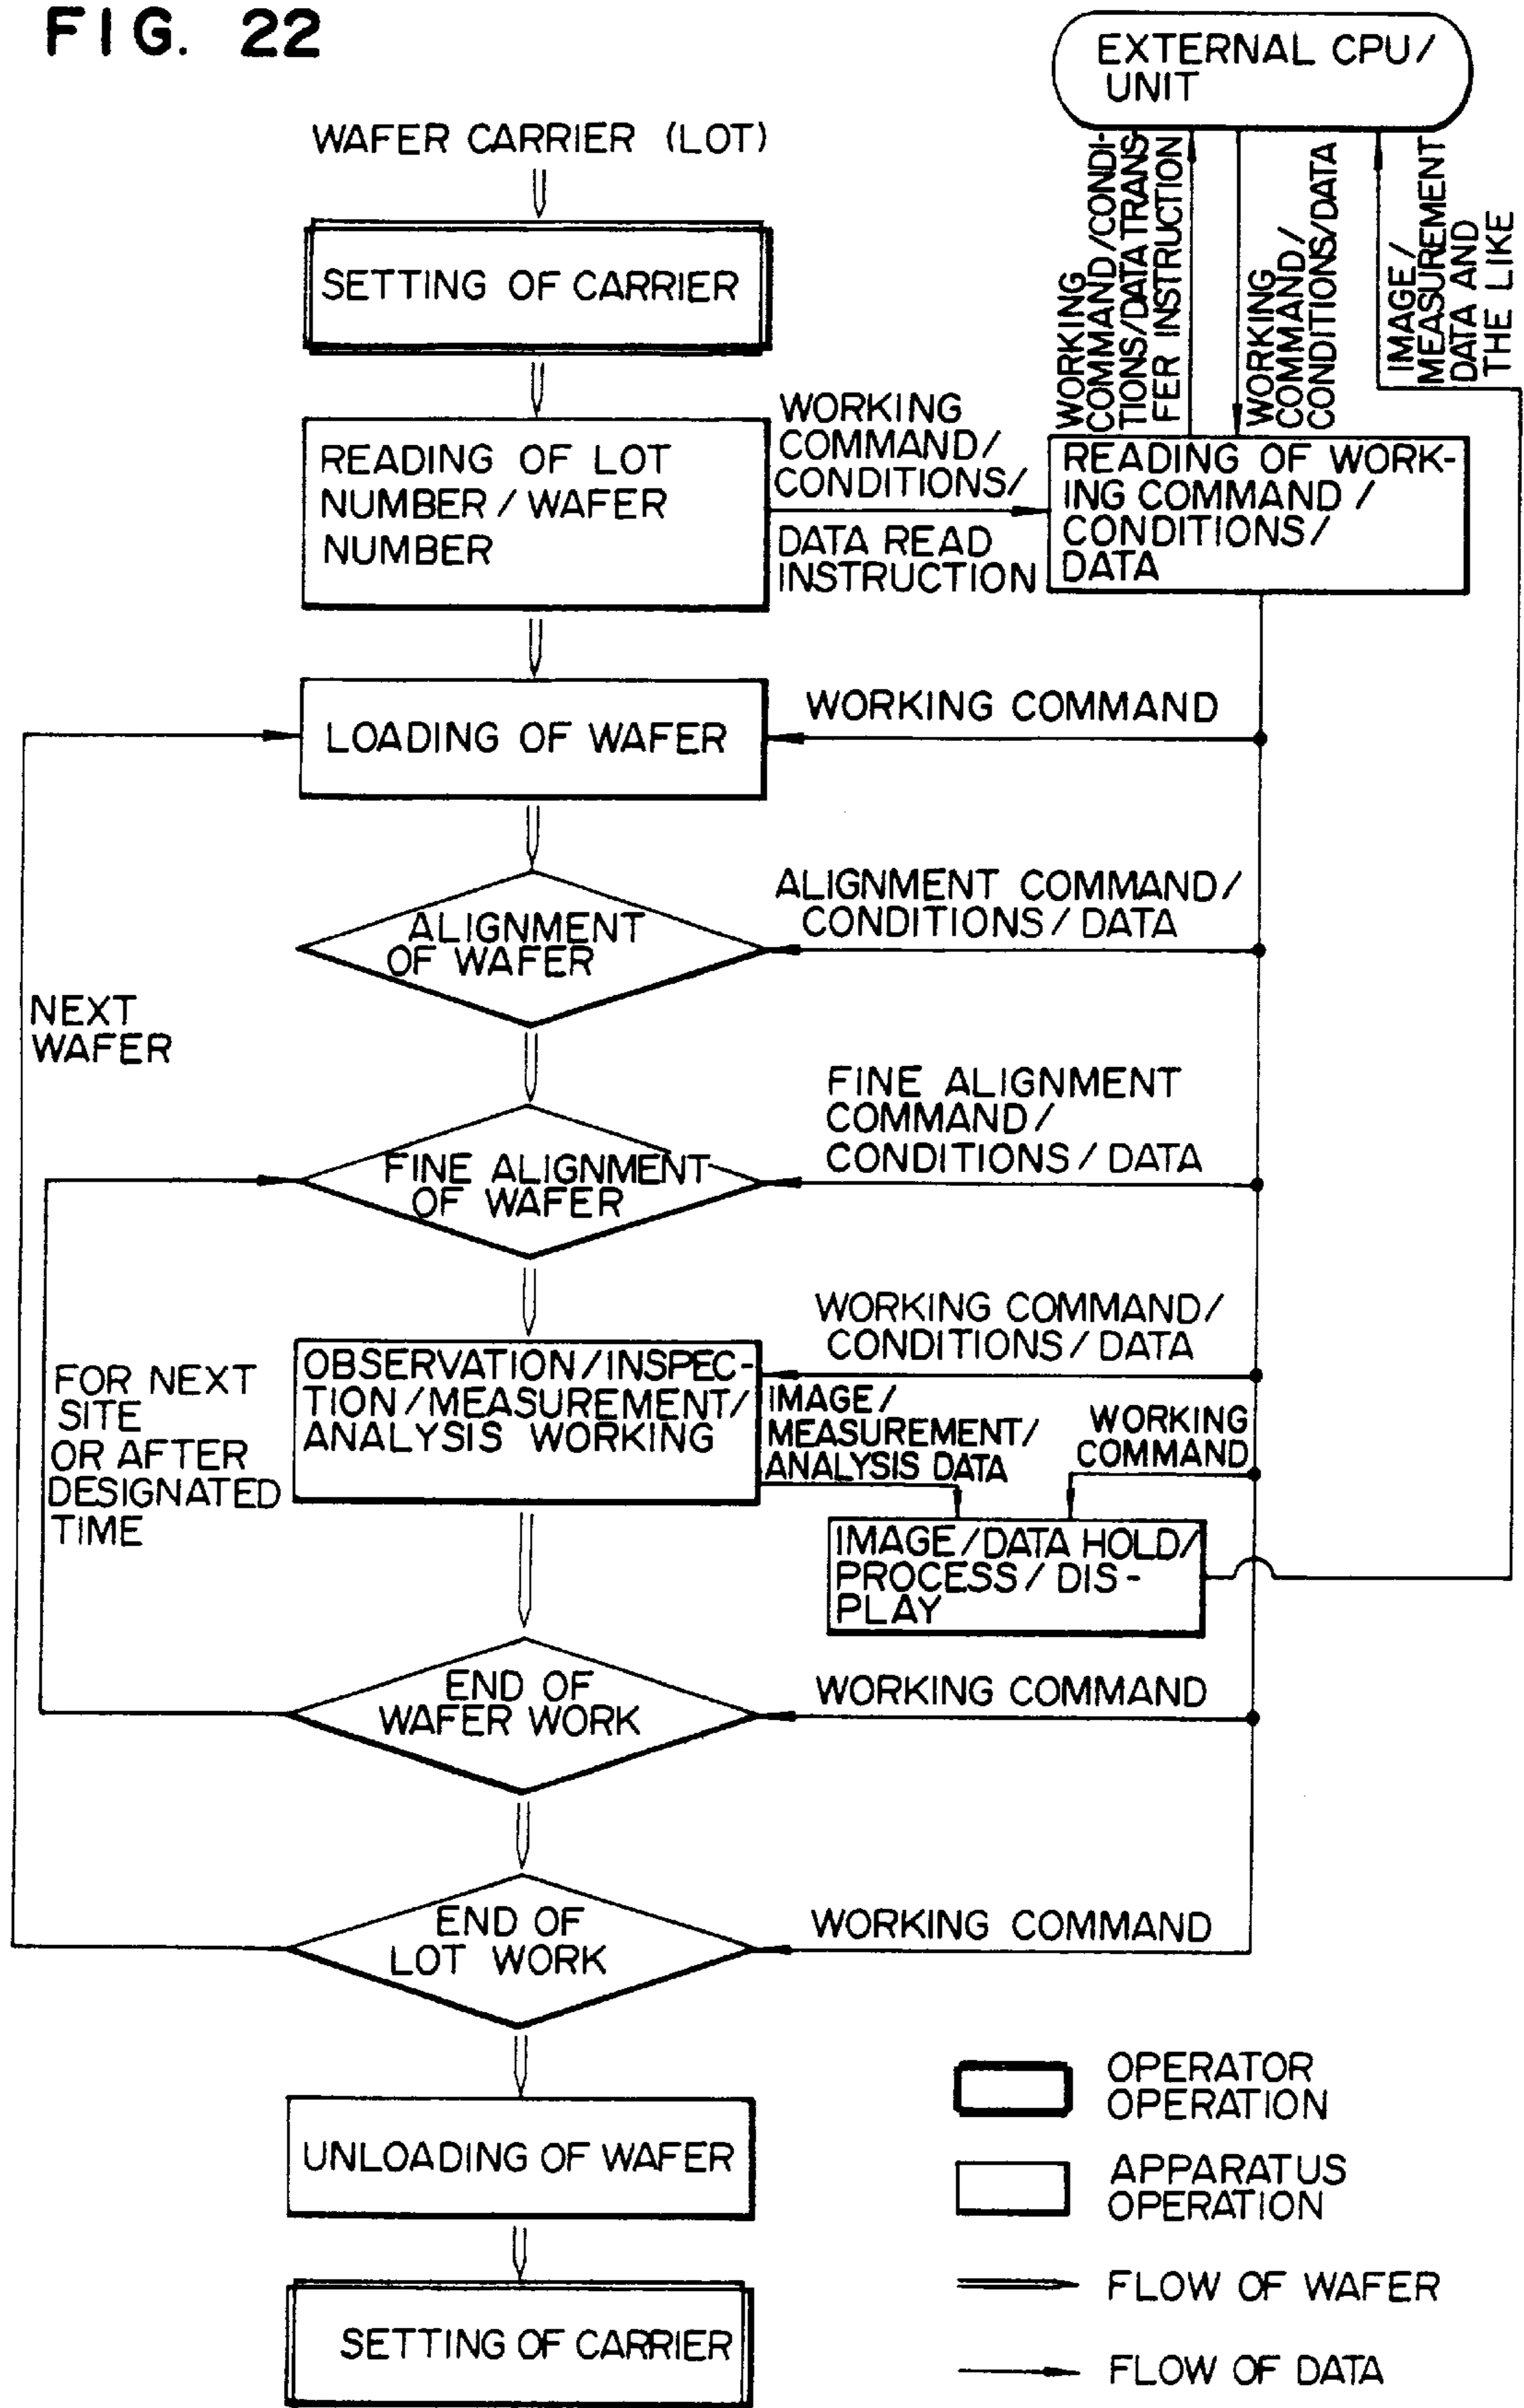 FIG. 22
EXTERNAL CPU/
UNIT
WAFER CARRIER (LOT)
WORKING
COMMAND/CONDI-
TIONS/DATA TRANS-
FER INSTRUCTION
WORKING
COMMAND/
CONDITIONS/DATA
IMAGE/
MEASUREMENT
DATA AND
THE LIKE
SETTING OF CARRIER
READING OF LOT
NUMBER / WAFER
NUMBER
WORKING
COMMAND/
CONDITIONS/
DATA READ
INSTRUCTION
READING OF WORK-
ING COMMAND /
CONDITIONS/
DATA
LOADING OF WAFER
WORKING COMMAND
ALIGNMENT
OF WAFER
ALIGNMENT COMMAND/
CONDITIONS / DATA
NEXT
WAFER
FINE ALIGNMENT
OF WAFER
FINE ALIGNMENT
COMMAND /
CONDITIONS / DATA
FOR NEXT
SITE
OR AFTER
DESIGNATED
TIME
OBSERVATION/INSPEC-
TION/MEASUREMENT/
ANALYSIS WORKING
WORKING COMMAND/
CONDITIONS / DATA
IMAGE/
MEASUREMENT/
ANALYSIS DATA
WORKING
COMMAND
IMAGE/DATA HOLD/
PROCESS / DIS-
PLAY
END OF
WAFER WORK
WORKING COMMAND
END OF
LOT WORK
WORKING COMMAND
UNLOADING OF WAFER
SETTING OF CARRIER
OPERATOR
OPERATION
APPARATUS
OPERATION
FLOW OF WAFER
FLOW OF DATA